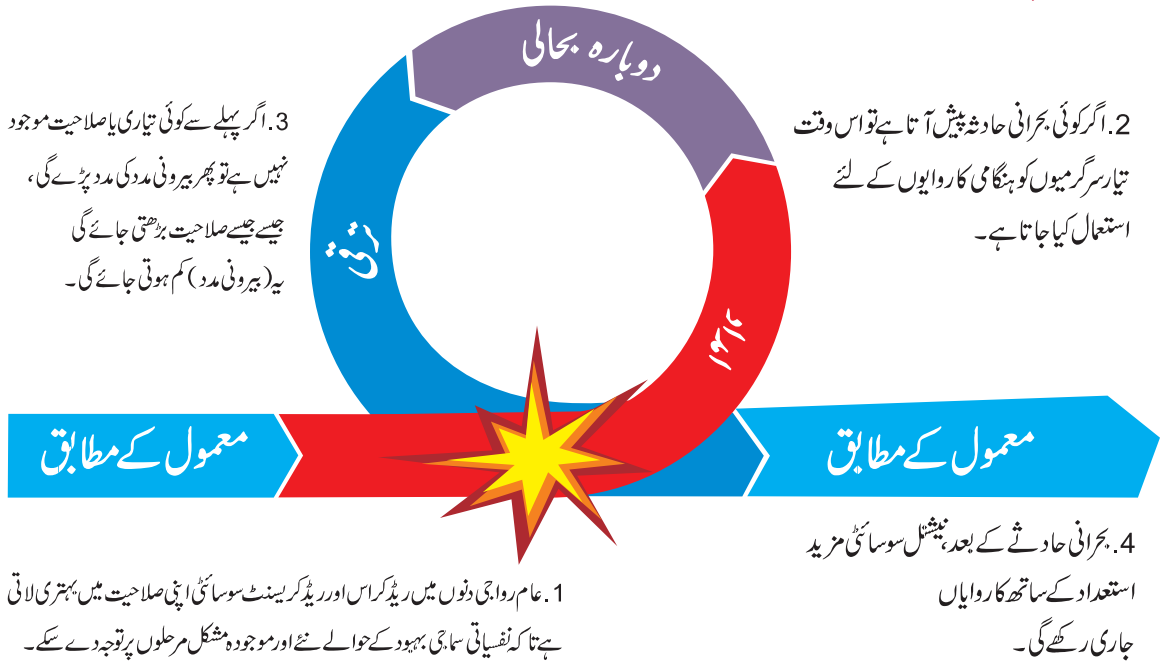 دوبارہ بحالی
2. اگر کوئی بحرانی حادثہ پیش آتا ہے تو اس وقت
تیار سرگرمیوں کو ہنگامی کاروایوں کے لئے
استعمال کیا جاتا ہے۔
3. اگر پہلے سے کوئی تیاری یا صلاحیت موجود
نہیں ہے تو پھر بیرونی مدد کی مدد پڑے گی،
جیسے جیسے صلاحیت بڑھتی جائے گی
یہ (بیرونی مدد) کم ہوتی جائے گی۔
ترقی
امداد
معمول کے مطابق
معمول کے مطابق
4. بحرانی حادثے کے بعد، نیشنل سوسائٹی مزید
استعداد کے ساتھ کاروایاں
جاری رکھے گی۔
1. عام رواجی دنوں میں ریڈ کراس اور ریڈ کریسنٹ سوسائٹی اپنی صلاحیت میں بہتری لاتی
ہے تاکہ نفسیاتی سماجی بہبود کے حوالے نئے اور موجودہ مشکل مرحلوں پر توجہ دے سکے۔